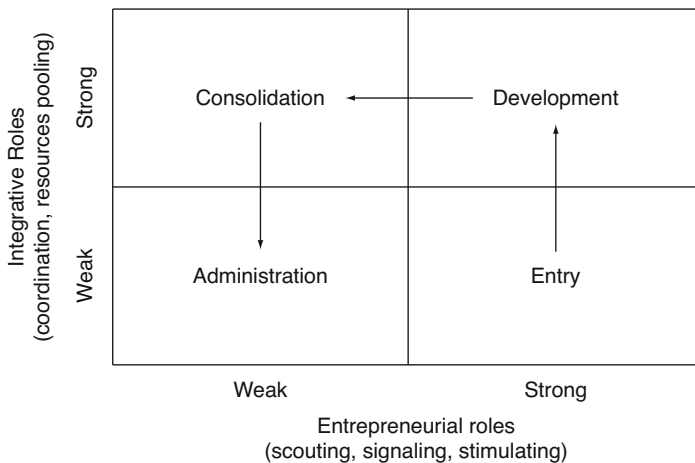 Integrative Roles
(coordination, resources pooling)
Strong
Weak
Consolidation
Development
Administration
Entry
Weak
Strong
Entrepreneurial roles
(scouting, signaling, stimulating)